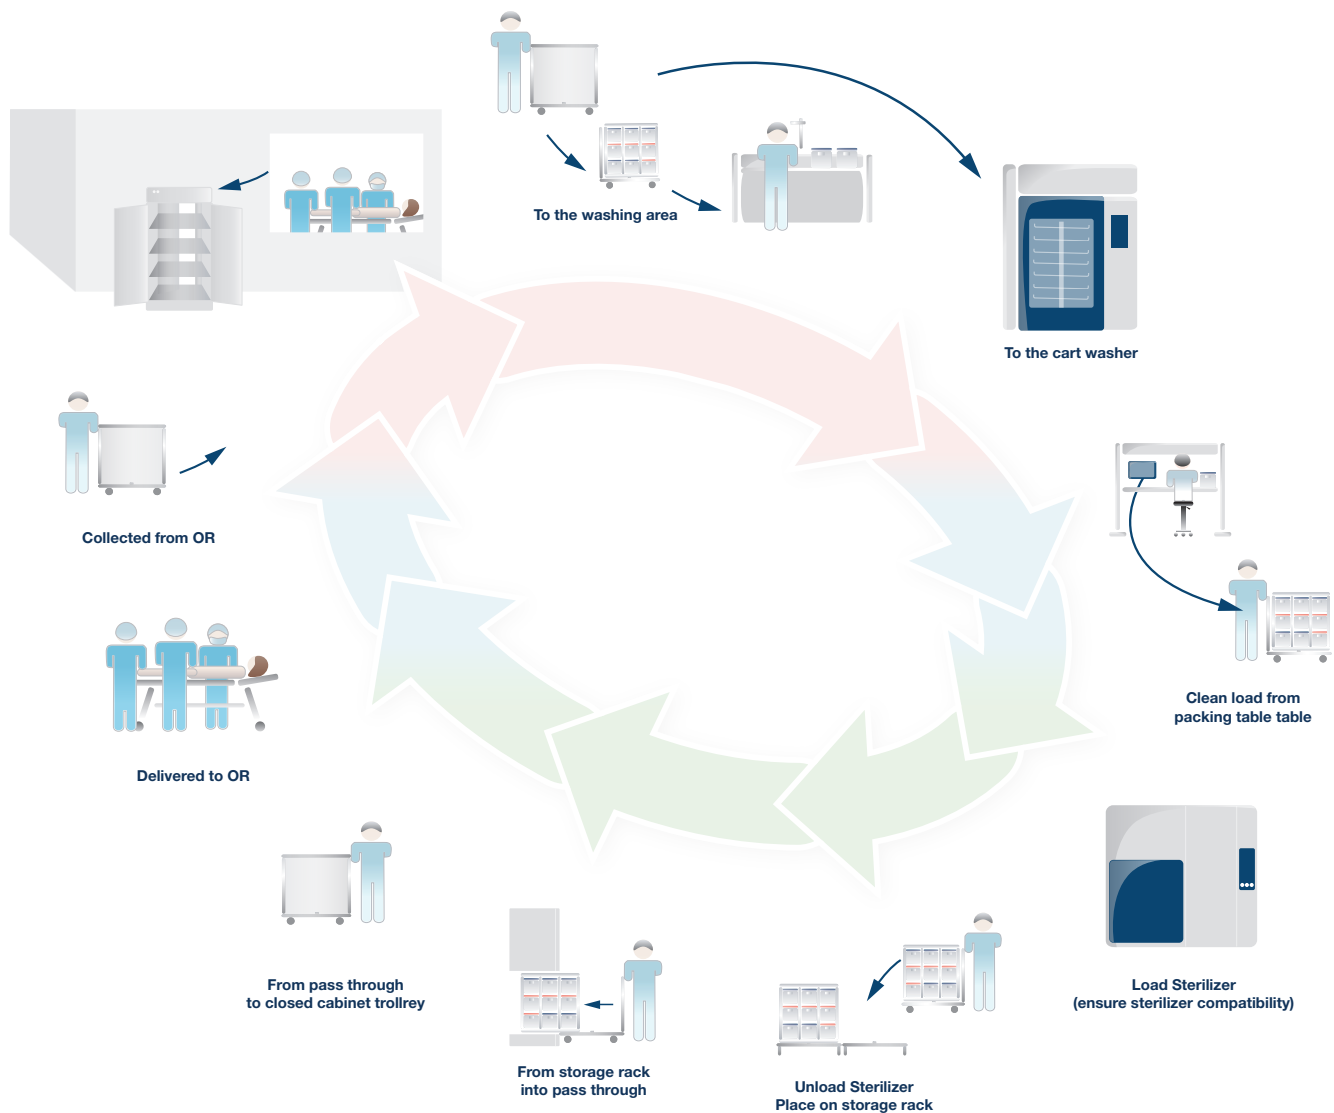 To the washing area
To the cart washer
Clean load from
packing table table
Load Sterilizer
(ensure sterilizer compatibility)
Unload Sterilizer
Place on storage rack
From storage rack
into pass through
From pass through
to closed cabinet trollrey
Delivered to OR
Collected from OR